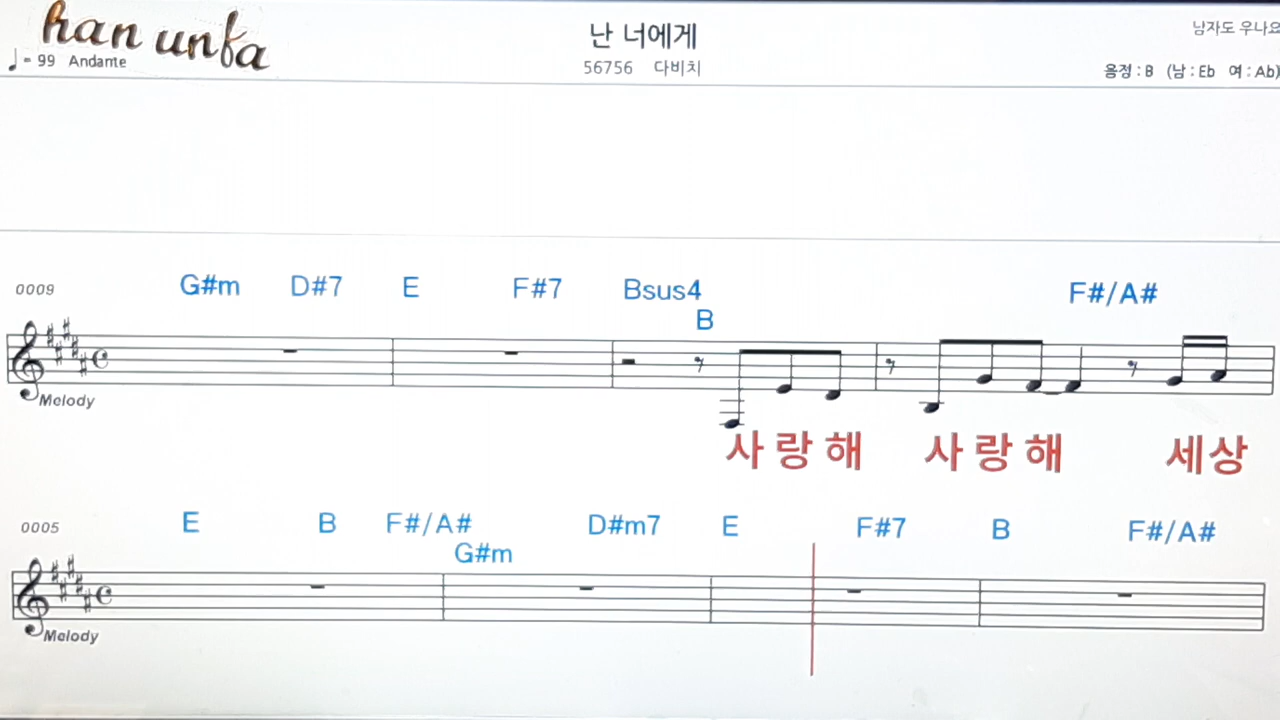 han unfa
난 너에게
남자도 우나요
♩= 99 Andante
56756 다비치
음정 : B (남 : Eb 여 : Ab)
0009 G#m D#7 E F#7 Bsus4 F#/A#
B
Melody
사 랑 해 사 랑 해 세 상
0005 E B F#/A# D#m7 E F#7 B F#/A#
G#m
Melody